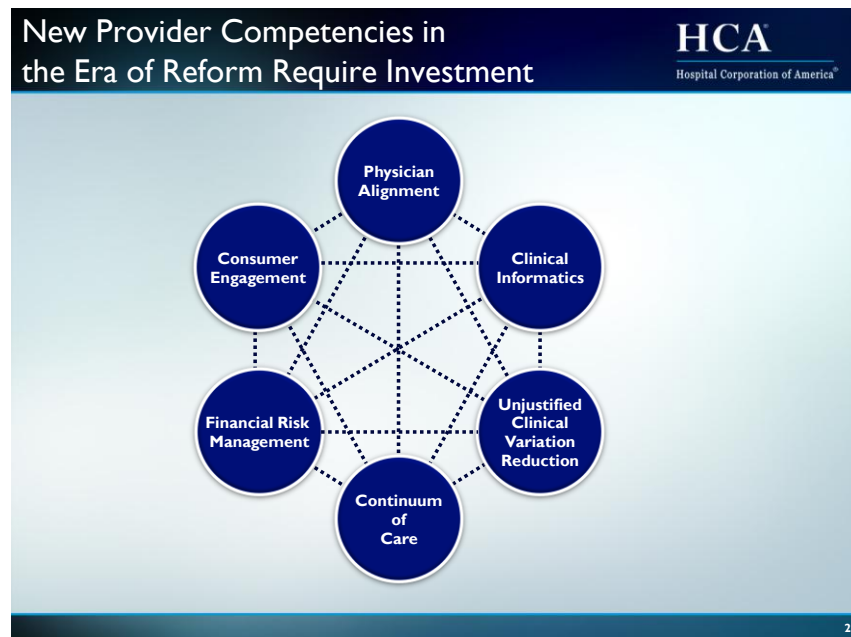 New Provider Competencies in
the Era of Reform Require Investment
HCA
Hospital Corporation of America®
Physician
Alignment
Consumer
Engagement
Clinical
Informatics
Financial Risk
Management
Unjustified
Clinical
Variation
Reduction
Continuum
of
Care
2